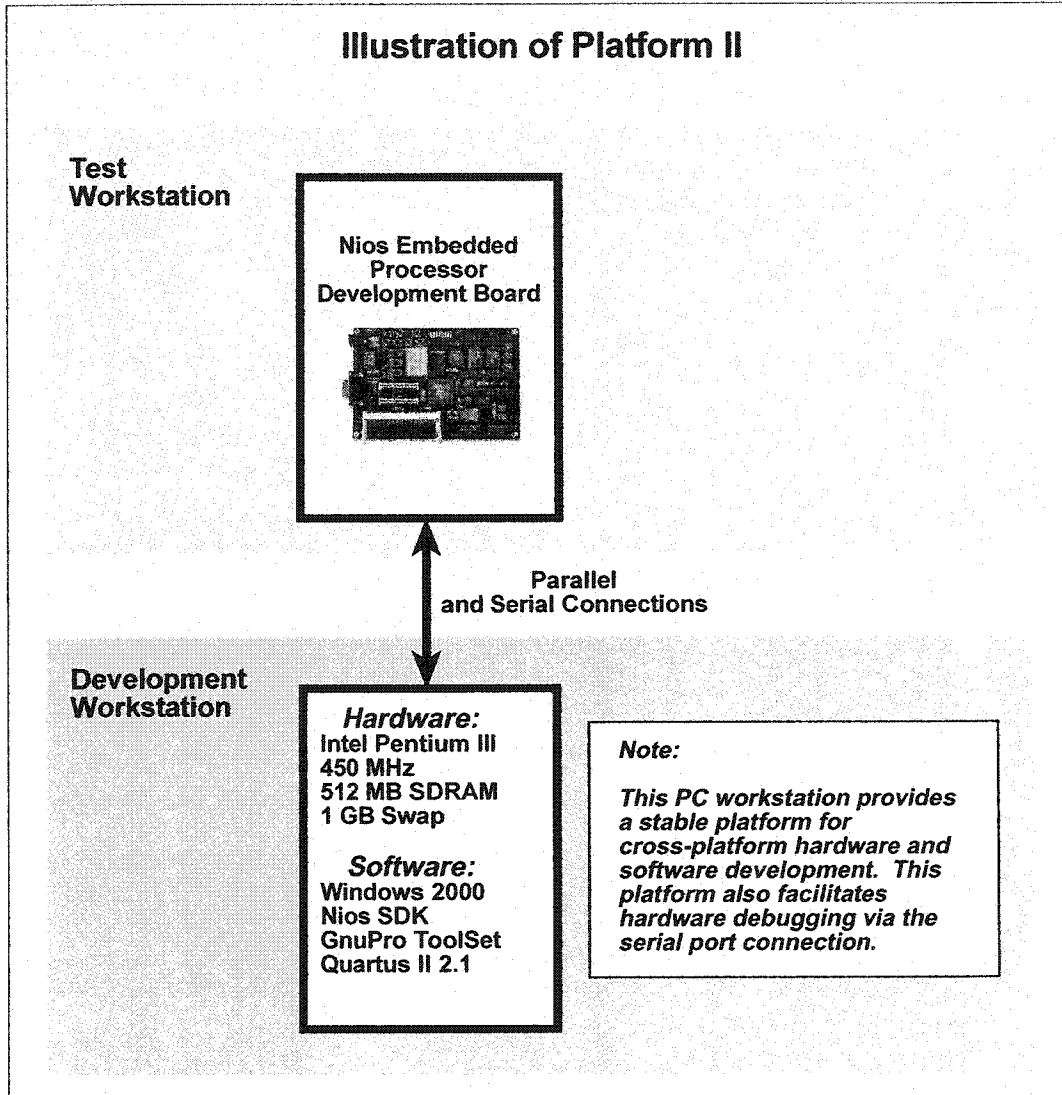 Illustration of Platform II
Test
Workstation
Nios Embedded
Processor
Development Board
Parallel
and Serial Connections
Development
Workstation
Hardware:
Intel Pentium III
450 MHz
512 MB SDRAM
1 GB Swap
Software:
Windows 2000
Nios SDK
GnuPro ToolSet
Quartus II 2.1
Note:
This PC workstation provides
a stable platform for
cross-platform hardware and
software development. This
platform also facilitates
hardware debugging via the
serial port connection.